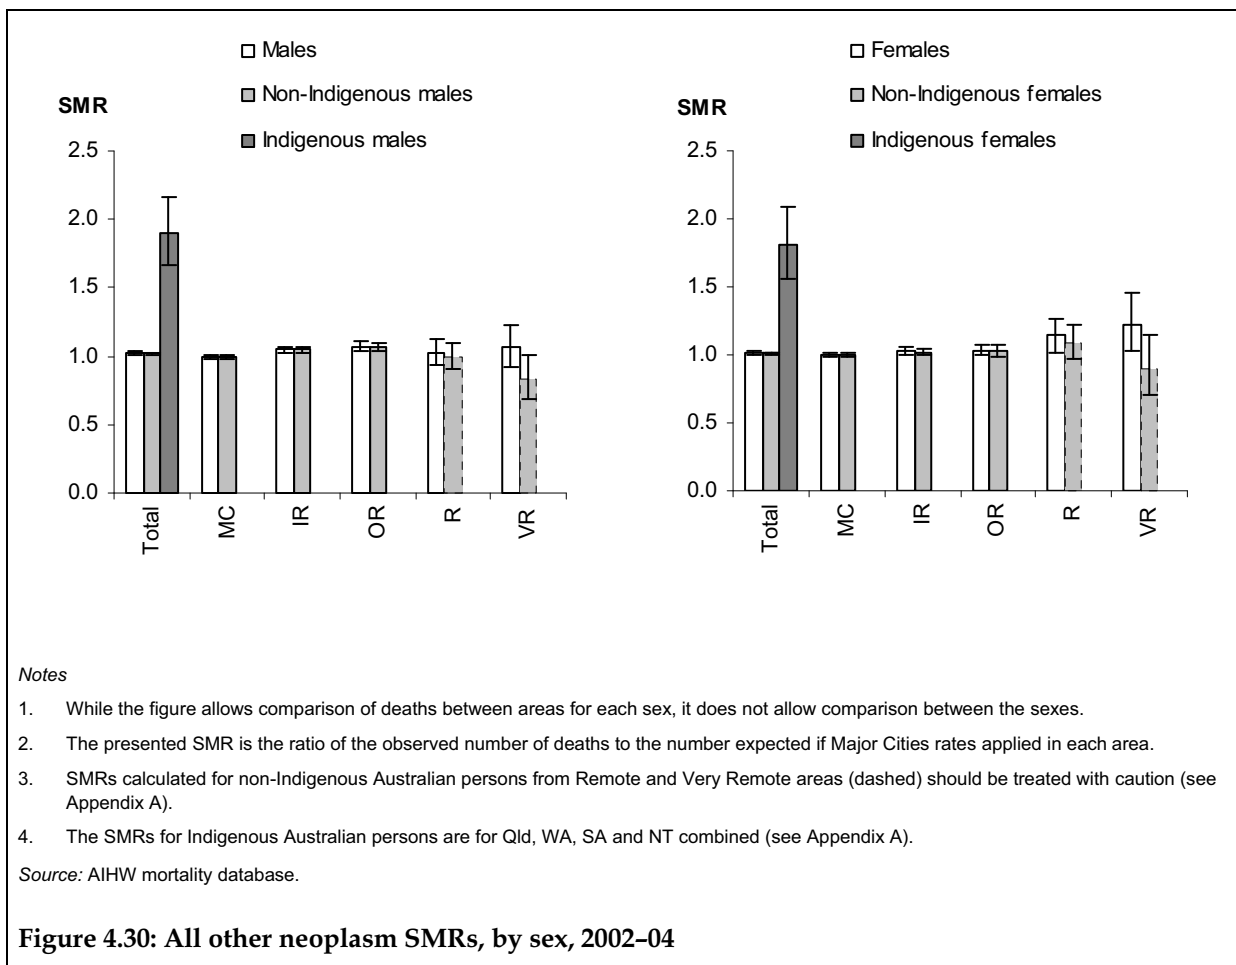 Males
Non-Indigenous males
SMR
Indigenous males
2.5
2.0
1.5
1.0
0.5
0.0
Total
MC
IR
OR
R
VR
Females
Non-Indigenous females
SMR
Indigenous females
2.5
2.0
1.5
1.0
0.5
0.0
Total
MC
IR
OR
R
VR
Notes
1. While the figure allows comparison of deaths between areas for each sex, it does not allow comparison between the sexes.
2. The presented SMR is the ratio of the observed number of deaths to the number expected if Major Cities rates applied in each area.
3. SMRs calculated for non-Indigenous Australian persons from Remote and Very Remote areas (dashed) should be treated with caution (see
Appendix A).
4. The SMRs for Indigenous Australian persons are for Qld, WA, SA and NT combined (see Appendix A).
Source: AIHW mortality database.
Figure 4.30: All other neoplasm SMRs, by sex, 2002–04